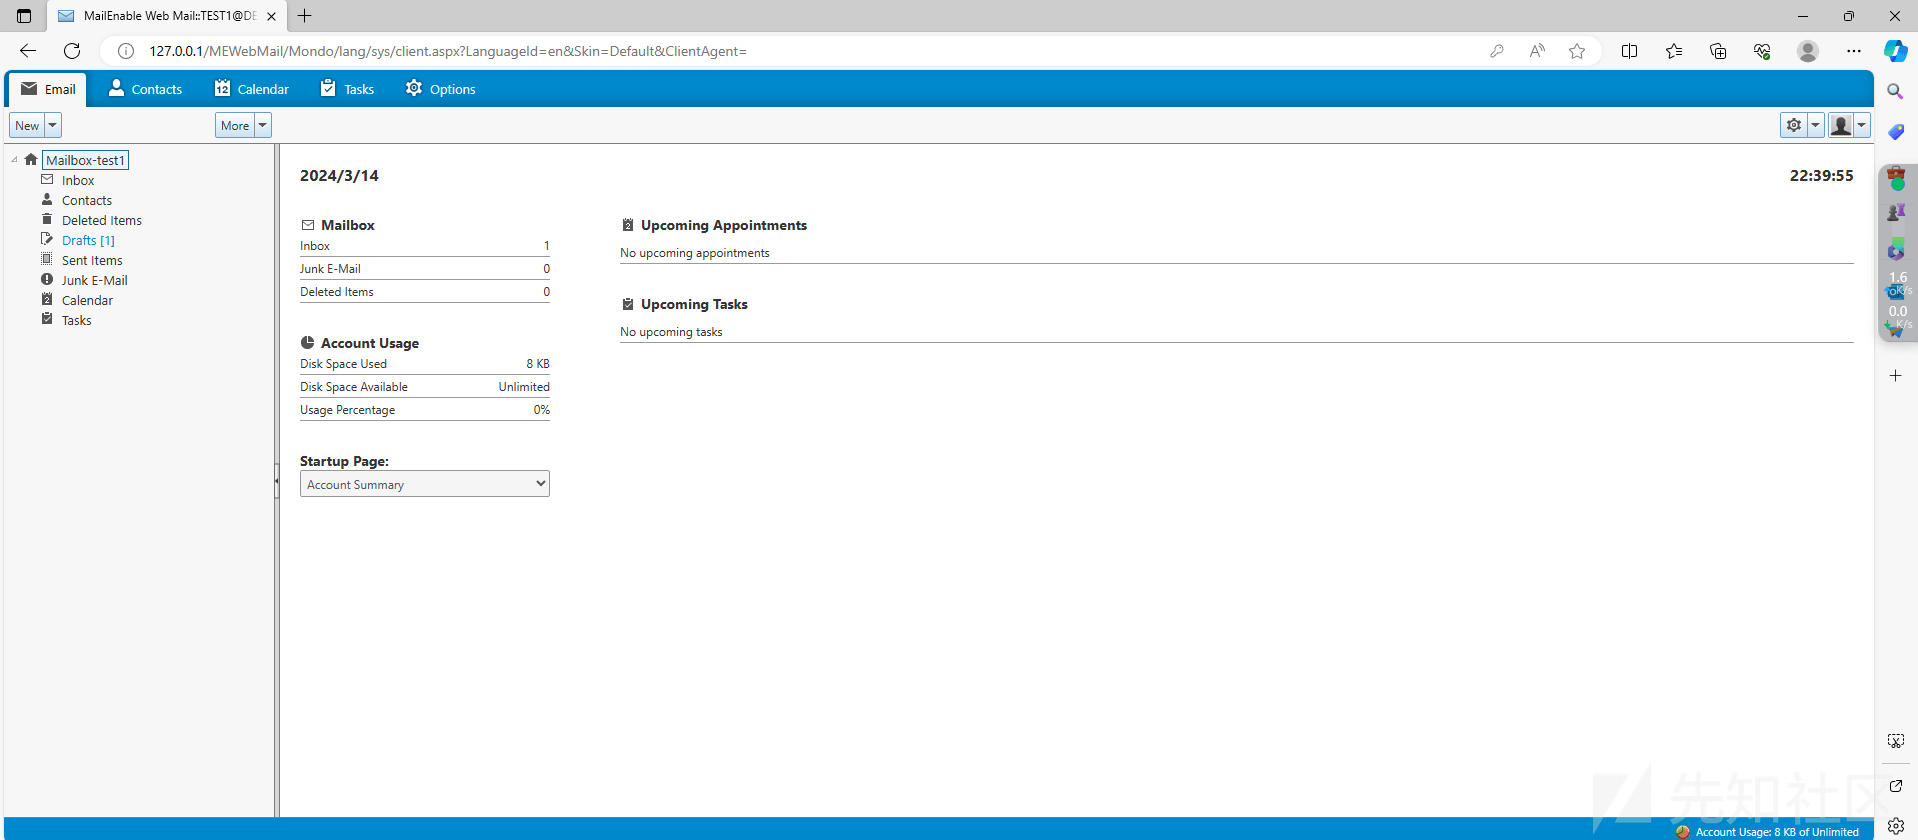 MailEnable Web Mail::TEST1@DE
127.0.0.1/MEWebMail/Mondo/lang/sys/client.aspx?LanguageId=en&Skin=Default&ClientAgent=
Email Contacts 12 Calendar Tasks Options
New More
Mailbox-test1
Inbox
Contacts
Deleted Items
Drafts [1]
Sent Items
Junk E-Mail
2 Calendar
Tasks
2024/3/14 22:39:55
Mailbox
Inbox 1
Junk E-Mail 0
Deleted Items 0
Account Usage
Disk Space Used 8 KB
Disk Space Available Unlimited
Usage Percentage 0%
Startup Page:
Account Summary
2 Upcoming Appointments
No upcoming appointments
Upcoming Tasks
No upcoming tasks
1.6
K/s
0.0
K/s
先知社区
Account Usage: 8 KB of Unlimited